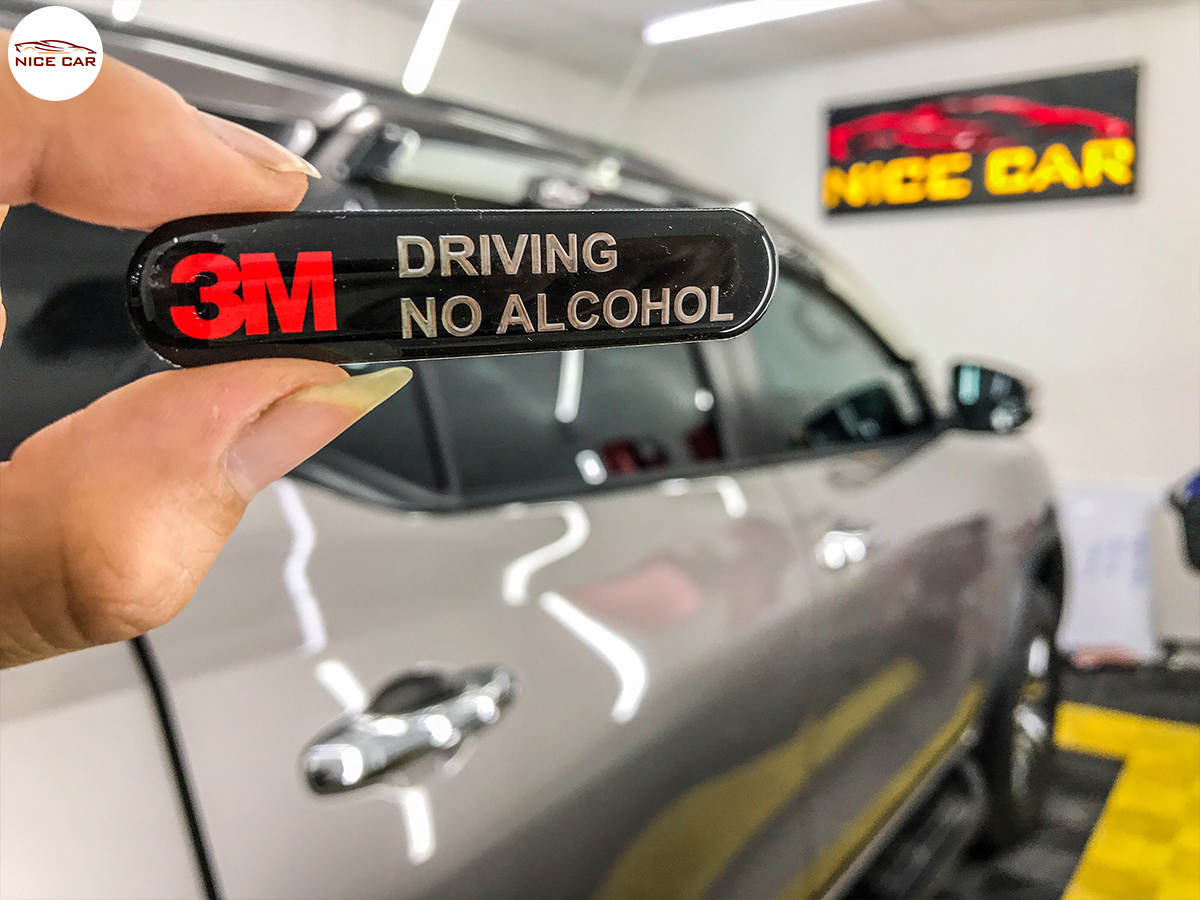 NICE CAR
NICE CAR
3M
DRIVING
NO ALCOHOL